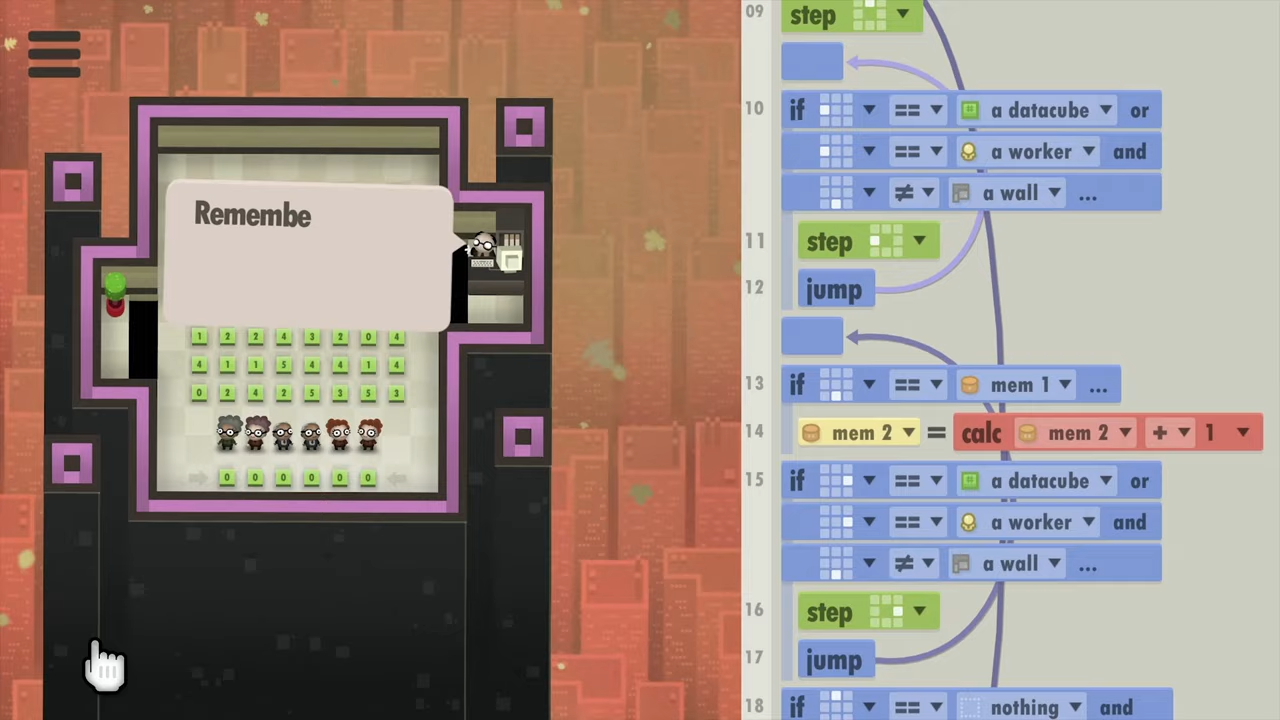 Remembe
1 2 2 4 3 2 0 4
4 1 1 5 4 4 1 4
0 2 4 2 5 3 5 3
0 0 0 0 0 0
09 step
10 if == a datacube or
== a worker and
≠ a wall ...
11 step
12 jump
13 if == mem 1 ...
14 mem 2 = calc mem 2 + 1
15 if == a datacube or
== a worker and
≠ a wall ...
16 step
17 jump
18 if == nothing and